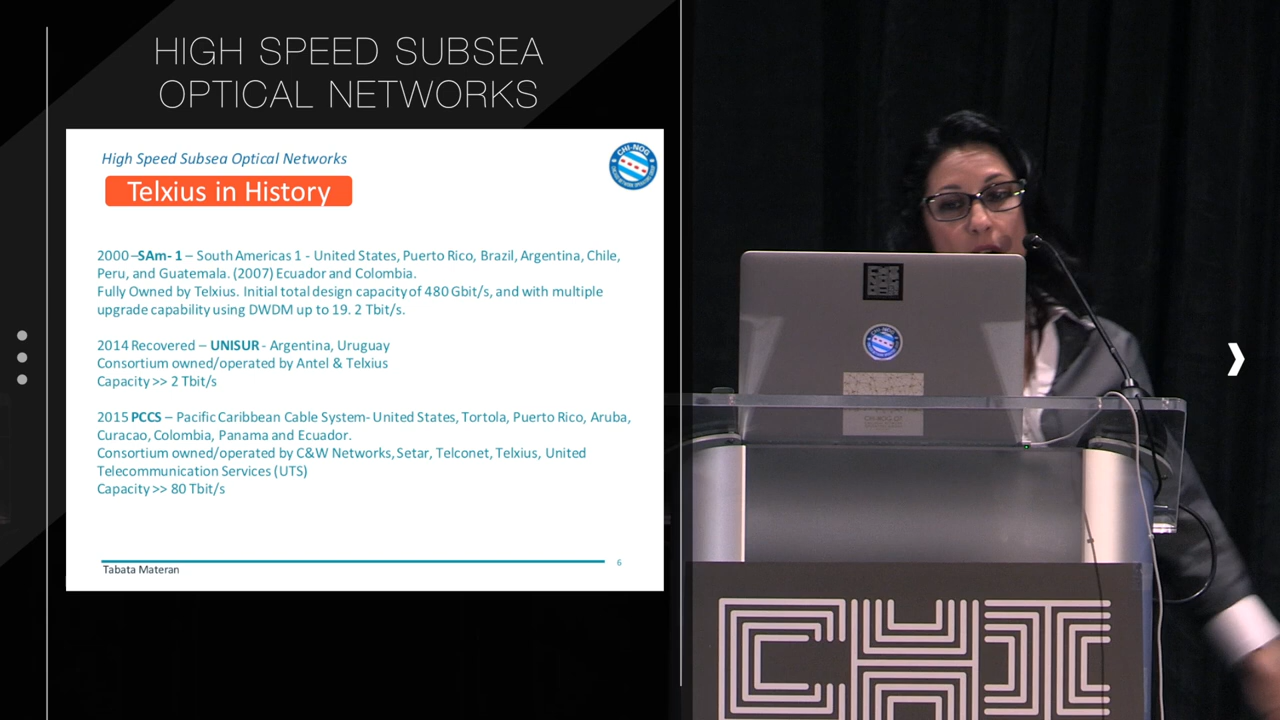 HIGH SPEED SUBSEA
OPTICAL NETWORKS
High Speed Subsea Optical Networks
CHI-NOG
Telxius in History
2000 –SAm- 1 – South Americas 1 - United States, Puerto Rico, Brazil, Argentina, Chile,
Peru, and Guatemala. (2007) Ecuador and Colombia.
Fully Owned by Telxius. Initial total design capacity of 480 Gbit/s, and with multiple
upgrade capability using DWDM up to 19. 2 Tbit/s.
2014 Recovered – UNISUR - Argentina, Uruguay
Consortium owned/operated by Antel & Telxius
Capacity >> 2 Tbit/s
2015 PCCS – Pacific Caribbean Cable System- United States, Tortola, Puerto Rico, Aruba,
Curacao, Colombia, Panama and Ecuador.
Consortium owned/operated by C&W Networks, Setar, Telconet, Telxius, United
Telecommunication Services (UTS)
Capacity >> 80 Tbit/s
Tabata Materan
6
CHI-NOG
CHI